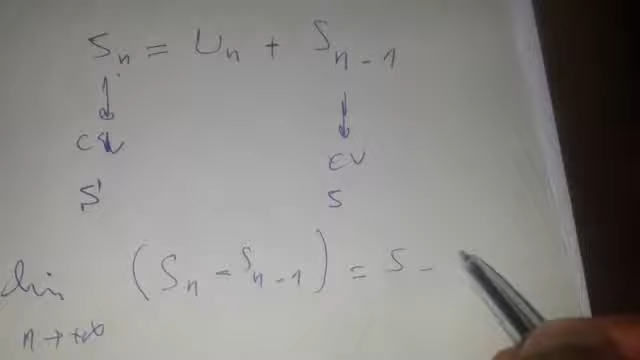 Sn = Un + Sn-1
↓ ↓
CV CV
S S
lim (Sn - Sn-1) = S -
n → +∞